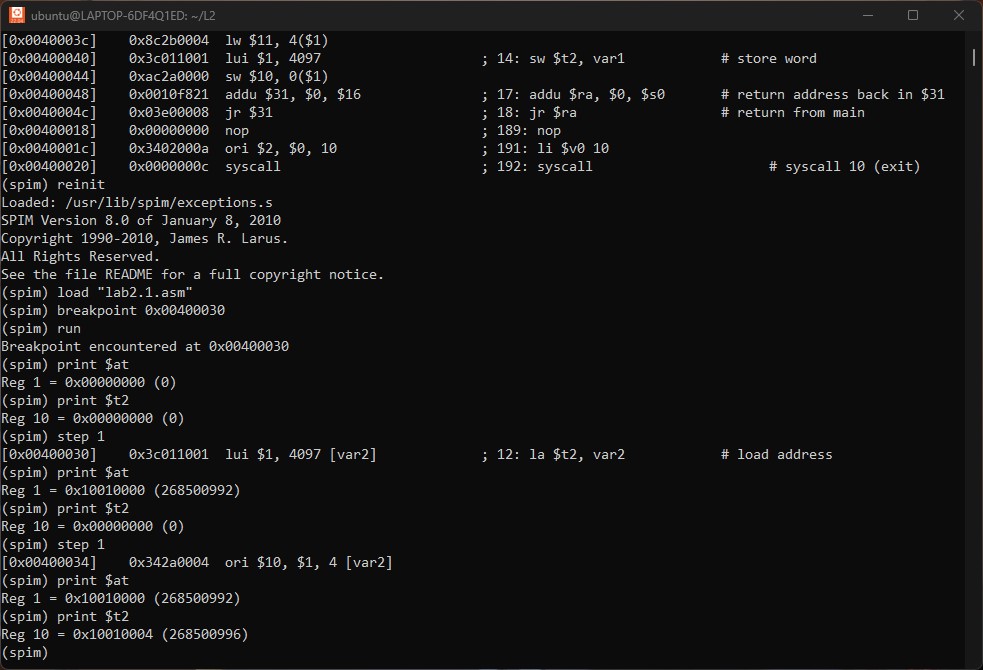 ubuntu@LAPTOP-6DF4Q1ED: ~/L2
[0x0040003c]    0x8c2b0004  lw $11, 4($1)
[0x00400040]    0x3c011001  lui $1, 4097                    ; 14: sw $t2, var1            # store word
[0x00400044]    0xac2a0000  sw $10, 0($1)
[0x00400048]    0x0010f821  addu $31, $0, $16               ; 17: addu $ra, $0, $s0       # return address back in $31
[0x0040004c]    0x03e00008  jr $31                          ; 18: jr $ra                  # return from main
[0x00400018]    0x00000000  nop                             ; 189: nop
[0x0040001c]    0x3402000a  ori $2, $0, 10                  ; 191: li $v0 10
[0x00400020]    0x0000000c  syscall                         ; 192: syscall                      # syscall 10 (exit)
(spim) reinit
Loaded: /usr/lib/spim/exceptions.s
SPIM Version 8.0 of January 8, 2010
Copyright 1990-2010, James R. Larus.
All Rights Reserved.
See the file README for a full copyright notice.
(spim) load "lab2.1.asm"
(spim) breakpoint 0x00400030
(spim) run
Breakpoint encountered at 0x00400030
(spim) print $at
Reg 1 = 0x00000000 (0)
(spim) print $t2
Reg 10 = 0x00000000 (0)
(spim) step 1
[0x00400030]    0x3c011001  lui $1, 4097 [var2]             ; 12: la $t2, var2            # load address
(spim) print $at
Reg 1 = 0x10010000 (268500992)
(spim) print $t2
Reg 10 = 0x00000000 (0)
(spim) step 1
[0x00400034]    0x342a0004  ori $10, $1, 4 [var2]
(spim) print $at
Reg 1 = 0x10010000 (268500992)
(spim) print $t2
Reg 10 = 0x10010004 (268500996)
(spim)